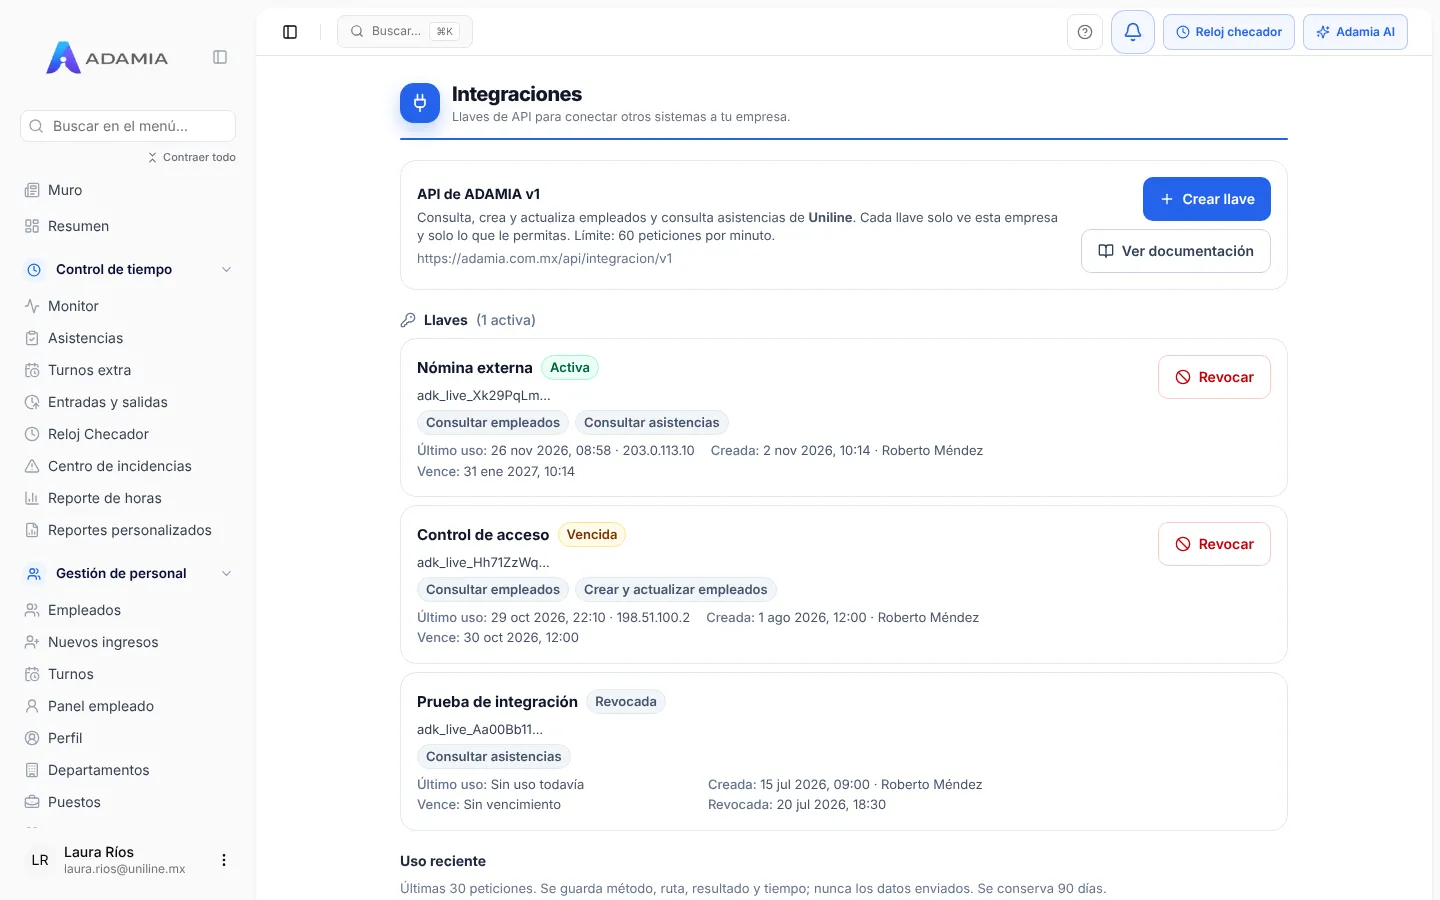 ADAMIA
Buscar en el menú...
Contraer todo
Muro
Resumen
Control de tiempo
Monitor
Asistencias
Turnos extra
Entradas y salidas
Reloj Checador
Centro de incidencias
Reporte de horas
Reportes personalizados
Gestión de personal
Empleados
Nuevos ingresos
Turnos
Panel empleado
Perfil
Departamentos
Puestos
LR
Laura Ríos
laura.rios@uniline.mx
Buscar... ⌘K
Reloj checador
Adamia AI
Integraciones
Llaves de API para conectar otros sistemas a tu empresa.
API de ADAMIA v1
Consulta, crea y actualiza empleados y consulta asistencias de Uniline. Cada llave solo ve esta empresa
y solo lo que le permitas. Límite: 60 peticiones por minuto.
https://adamia.com.mx/api/integracion/v1
Crear llave
Ver documentación
Llaves (1 activa)
Nómina externa Activa
Revocar
adk_live_Xk29PqLm...
Consultar empleados Consultar asistencias
Último uso: 26 nov 2026, 08:58 · 203.0.113.10 Creada: 2 nov 2026, 10:14 · Roberto Méndez
Vence: 31 ene 2027, 10:14
Control de acceso Vencida
Revocar
adk_live_Hh71ZzWq...
Consultar empleados Crear y actualizar empleados
Último uso: 29 oct 2026, 22:10 · 198.51.100.2 Creada: 1 ago 2026, 12:00 · Roberto Méndez
Vence: 30 oct 2026, 12:00
Prueba de integración Revocada
adk_live_Aa00Bb11...
Consultar asistencias
Último uso: Sin uso todavía Creada: 15 jul 2026, 09:00 · Roberto Méndez
Vence: Sin vencimiento Revocada: 20 jul 2026, 18:30
Uso reciente
Últimas 30 peticiones. Se guarda método, ruta, resultado y tiempo; nunca los datos enviados. Se conserva 90 días.